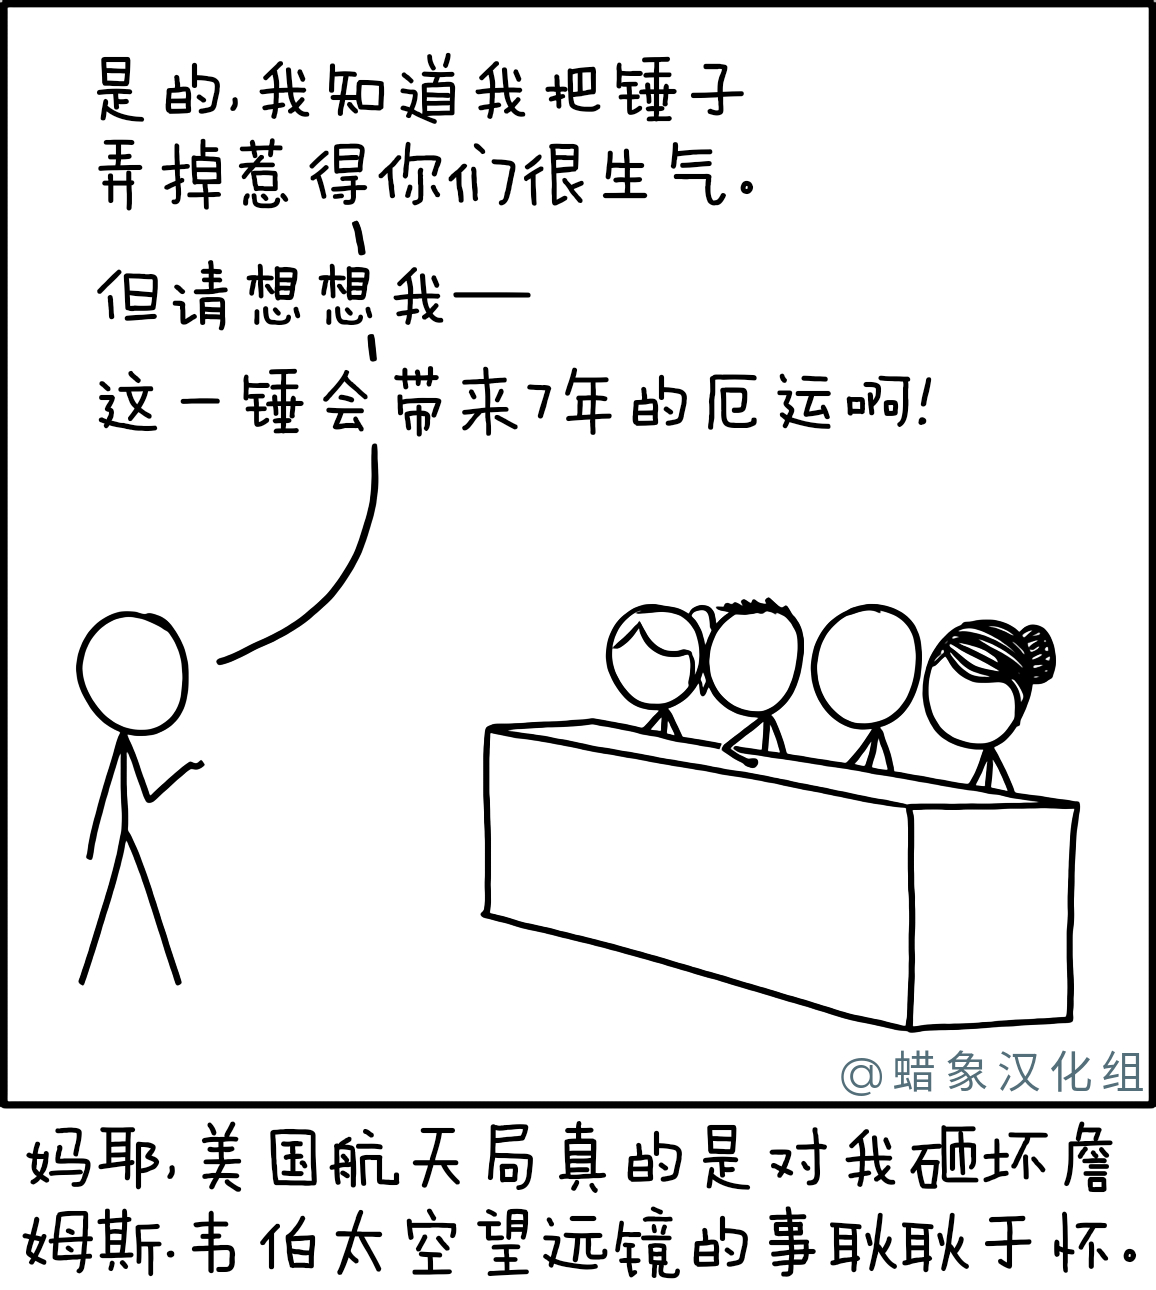 是的,我知道我把锤子
弄掉惹得你们很生气。
但请想想我——
这一锤会带来7年的厄运啊!
@蜡象汉化组
妈耶,美国航天局真的是对我砸坏詹
姆斯·韦伯太空望远镜的事耿耿于怀。